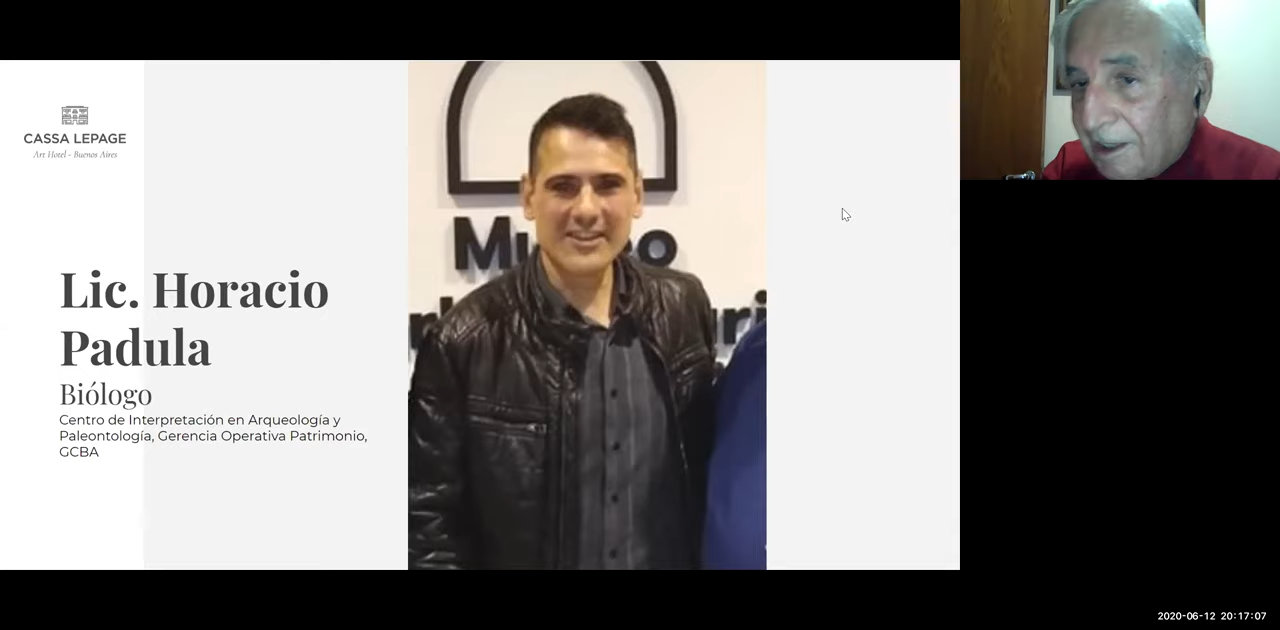 CASSA LEPAGE
Art Hotel - Buenos Aires
Lic. Horacio
Padula
Biólogo
Centro de Interpretación en Arqueología y
Paleontología, Gerencia Operativa Patrimonio,
GCBA
2020-06-12 20:17:07